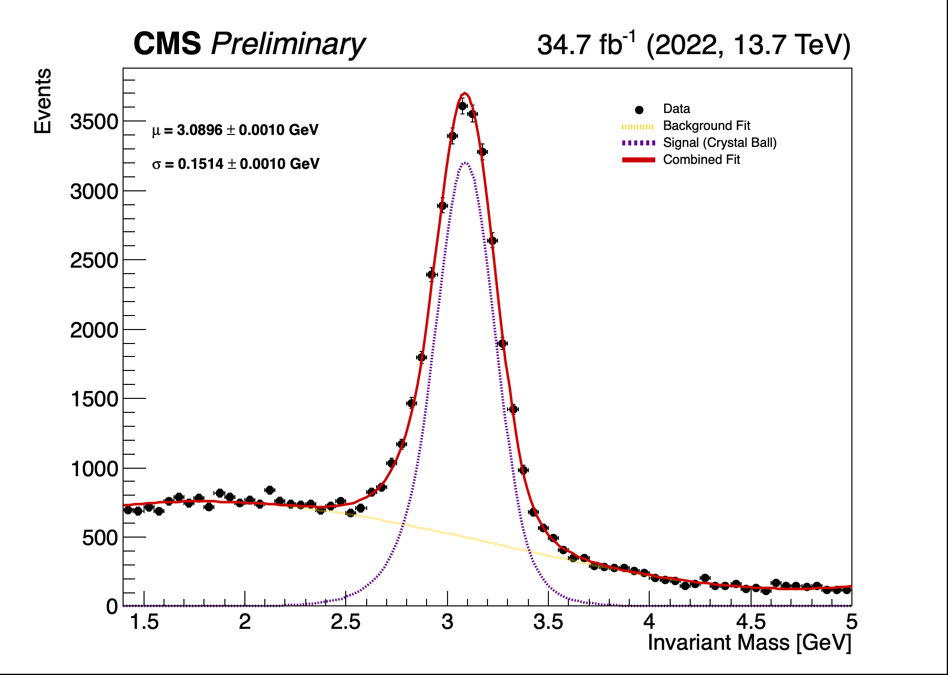 CMS Preliminary
34.7 fb⁻¹ (2022, 13.7 TeV)
Events
3500
3000
2500
2000
1500
1000
500
0
μ = 3.0896 ± 0.0010 GeV
σ = 0.1514 ± 0.0010 GeV
Data
Background Fit
Signal (Crystal Ball)
Combined Fit
1.5 2 2.5 3 3.5 4 4.5 5
Invariant Mass [GeV]